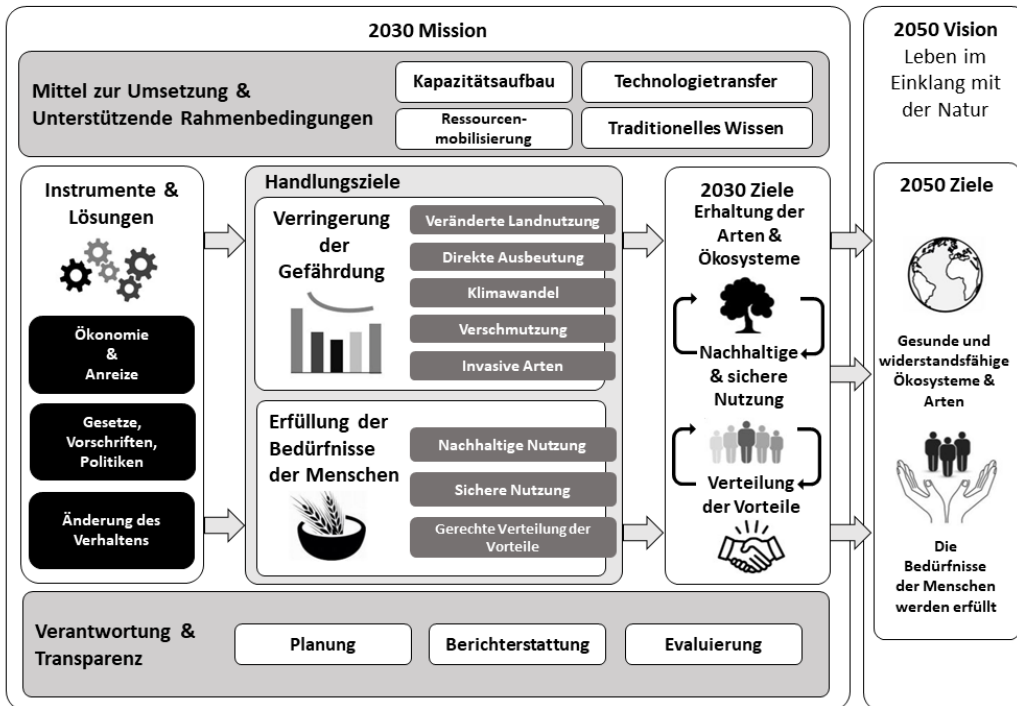 2030 Mission
Mittel zur Umsetzung &
Unterstützende Rahmenbedingungen
Kapazitätsaufbau
Technologietransfer
Ressourcen-
mobilisierung
Traditionelles Wissen
Instrumente &
Lösungen
Ökonomie
&
Anreize
Gesetze,
Vorschriften,
Politiken
Änderung des
Verhaltens
Handlungsziele
Verringerung
der
Gefährdung
Veränderte Landnutzung
Direkte Ausbeutung
Klimawandel
Verschmutzung
Invasive Arten
Erfüllung der
Bedürfnisse
der Menschen
Nachhaltige Nutzung
Sichere Nutzung
Gerechte Verteilung der
Vorteile
2030 Ziele
Erhaltung der
Arten &
Ökosysteme
Nachhaltige
& sichere
Nutzung
Verteilung
der Vorteile
Verantwortung &
Transparenz
Planung
Berichterstattung
Evaluierung
2050 Vision
Leben im
Einklang mit
der Natur
2050 Ziele
Gesunde und
widerstandsfähige
Ökosysteme &
Arten
Die
Bedürfnisse
der Menschen
werden erfüllt